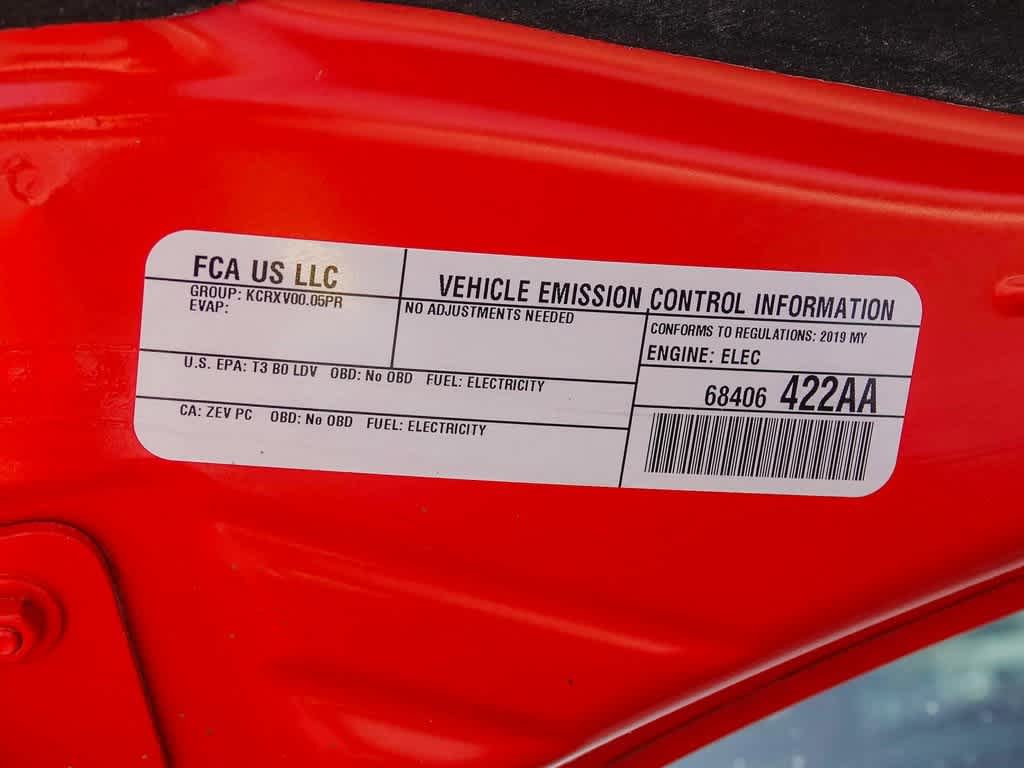 FCA US LLC
VEHICLE EMISSION CONTROL INFORMATION
GROUP: KCRXV00.05PR
EVAP:
NO ADJUSTMENTS NEEDED
CONFORMS TO REGULATIONS: 2019 MY
ENGINE: ELEC
U.S. EPA: T3 B0 LDV OBD: No OBD FUEL: ELECTRICITY
68406 422AA
CA: ZEV PC OBD: No OBD FUEL: ELECTRICITY